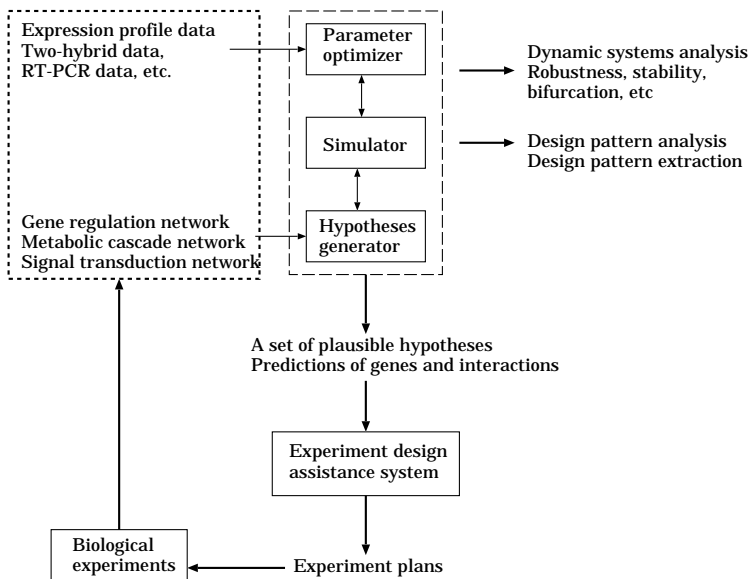 Expression profile data
Two-hybrid data,
RT-PCR data, etc.
Parameter
optimizer
Dynamic systems analysis
Robustness, stability,
bifurcation, etc
Simulator
Design pattern analysis
Design pattern extraction
Gene regulation network
Metabolic cascade network
Signal transduction network
Hypotheses
generator
A set of plausible hypotheses
Predictions of genes and interactions
Experiment design
assistance system
Biological
experiments
Experiment plans